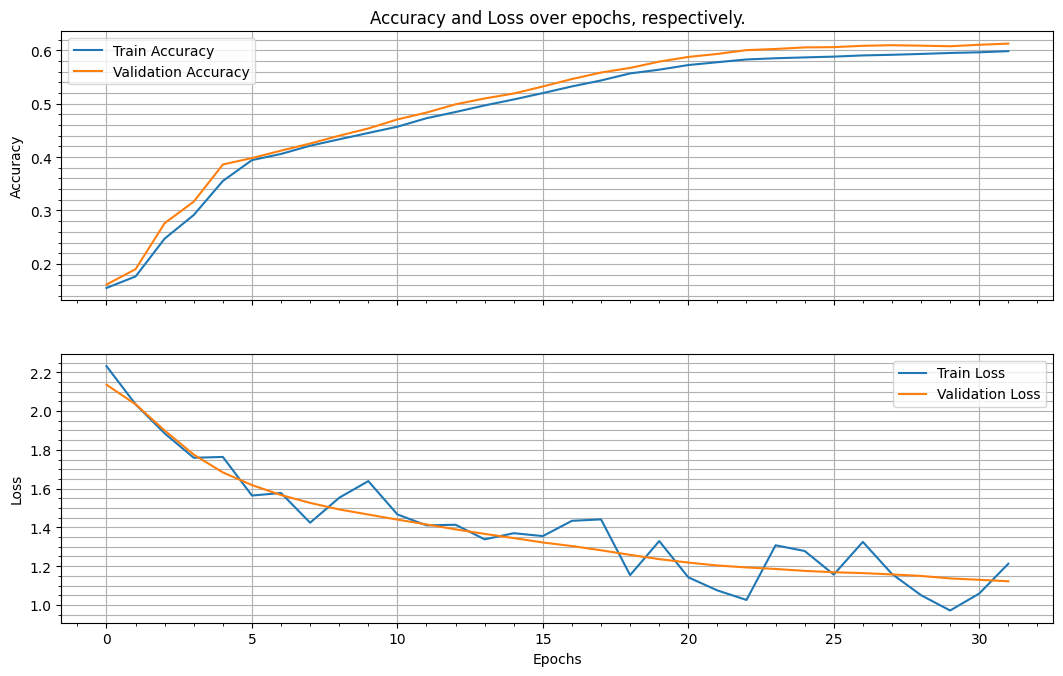 Accuracy and Loss over epochs, respectively.
Train Accuracy
Validation Accuracy
0.6
0.5
0.4
0.3
0.2
Accuracy
Train Loss
Validation Loss
2.2
2.0
1.8
1.6
1.4
1.2
1.0
Loss
0 5 10 15 20 25 30
Epochs